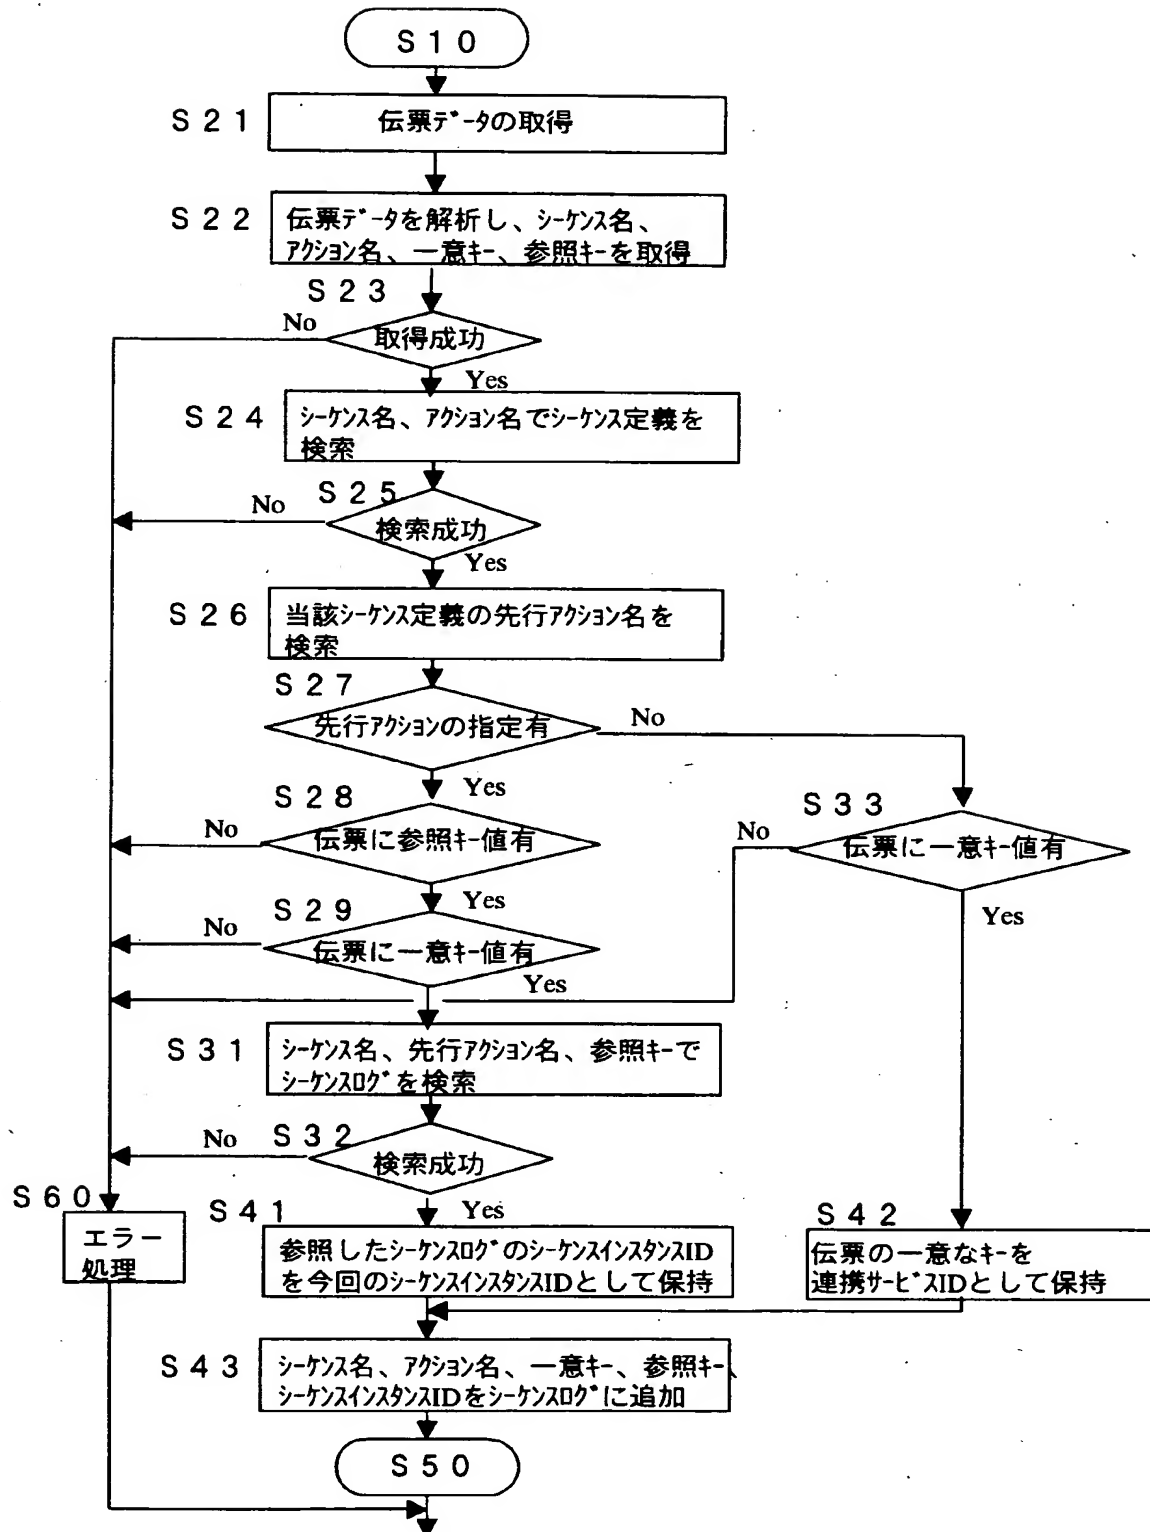 S10
S21
伝票ﾃﾞｰﾀの取得
S22
伝票ﾃﾞｰﾀを解析し、ｼｰｹﾝｽ名、
ｱｸｼｮﾝ名、一意ｷｰ、参照ｷｰを取得
S23
No
取得成功
Yes
S24
ｼｰｹﾝｽ名、ｱｸｼｮﾝ名でｼｰｹﾝｽ定義を
検索
S25
No
検索成功
Yes
S26
当該ｼｰｹﾝｽ定義の先行ｱｸｼｮﾝ名を
検索
S27
先行ｱｸｼｮﾝの指定有
No
Yes
S28
No
伝票に参照ｷｰ値有
S33
No
伝票に一意ｷｰ値有
Yes
Yes
S29
No
伝票に一意ｷｰ値有
Yes
S31
ｼｰｹﾝｽ名、先行ｱｸｼｮﾝ名、参照ｷｰで
ｼｰｹﾝｽﾛｸﾞを検索
S32
No
検索成功
Yes
S60
エラー
処理
S41
参照したｼｰｹﾝｽﾛｸﾞのｼｰｹﾝｽｲﾝｽﾀﾝｽID
を今回のｼｰｹﾝｽｲﾝｽﾀﾝｽIDとして保持
S42
伝票の一意なｷｰを
連携ｻｰﾋﾞｽIDとして保持
S43
ｼｰｹﾝｽ名、ｱｸｼｮﾝ名、一意ｷｰ、参照ｷｰ、
ｼｰｹﾝｽｲﾝｽﾀﾝｽIDをｼｰｹﾝｽﾛｸﾞに追加
S50